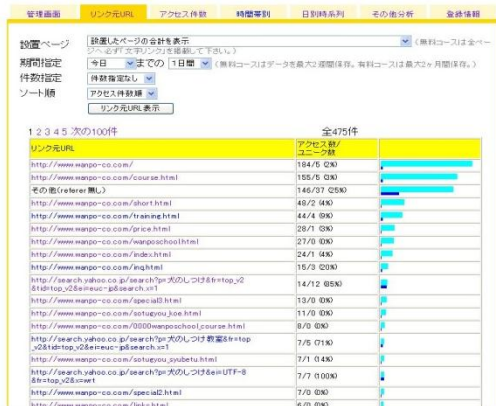 管理画面 リンク元URL アクセス件数 時間帯別 日別時系列 その他分析 登録情報
設置ページ 設置したページの合計を表示 (無料コースは全ペー
ジへ必ず「文字リンク」を掲載して下さい。)
期間指定 今日 までの 1日間 (無料コースはデータを最大2週間保存。有料コースは最大2ヶ月間保存。)
件数指定 件数指定なし
ソート順 アクセス件数順
リンク元URL表示
1 2 3 4 5 次の100件 全475件
リンク元URL アクセス数/
ユニーク数
http://www.wanpo-co.com/ 184/5 (2%)
http://www.wanpo-co.com/course.html 155/5 (3%)
その他(referer無し) 146/37 (25%)
http://www.wanpo-co.com/short.html 48/2 (4%)
http://www.wanpo-co.com/training.html 44/4 (9%)
http://www.wanpo-co.com/price.html 28/1 (3%)
http://www.wanpo-co.com/wanposchool.html 27/0 (0%)
http://www.wanpo-co.com/index.html 24/1 (4%)
http://www.wanpo-co.com/inq.html 15/3 (20%)
http://search.yahoo.co.jp/search?p=犬のしつけ&fr=top_v2
&tid=top_v2&ei=euc-jp&search.x=1 14/12 (85%)
http://www.wanpo-co.com/special3.html 13/0 (0%)
http://www.wanpo-co.com/sotugyou_koe.html 11/0 (0%)
http://www.wanpo-co.com/0000wanposchool_course.html 8/0 (0%)
http://search.yahoo.co.jp/search?p=犬のしつけ教室&fr=top
_v2&tid=top_v2&ei=euc-jp&search.x=1 7/5 (71%)
http://www.wanpo-co.com/sotugyou_syubetu.html 7/1 (14%)
http://search.yahoo.co.jp/search?p=犬のしつけ&ei=UTF-8
&fr=top_v2&x=wrt 7/7 (100%)
http://www.wanpo-co.com/special2.html 7/0 (0%)
http://www.wanpo-co.com/links.html 6/0 (0%)